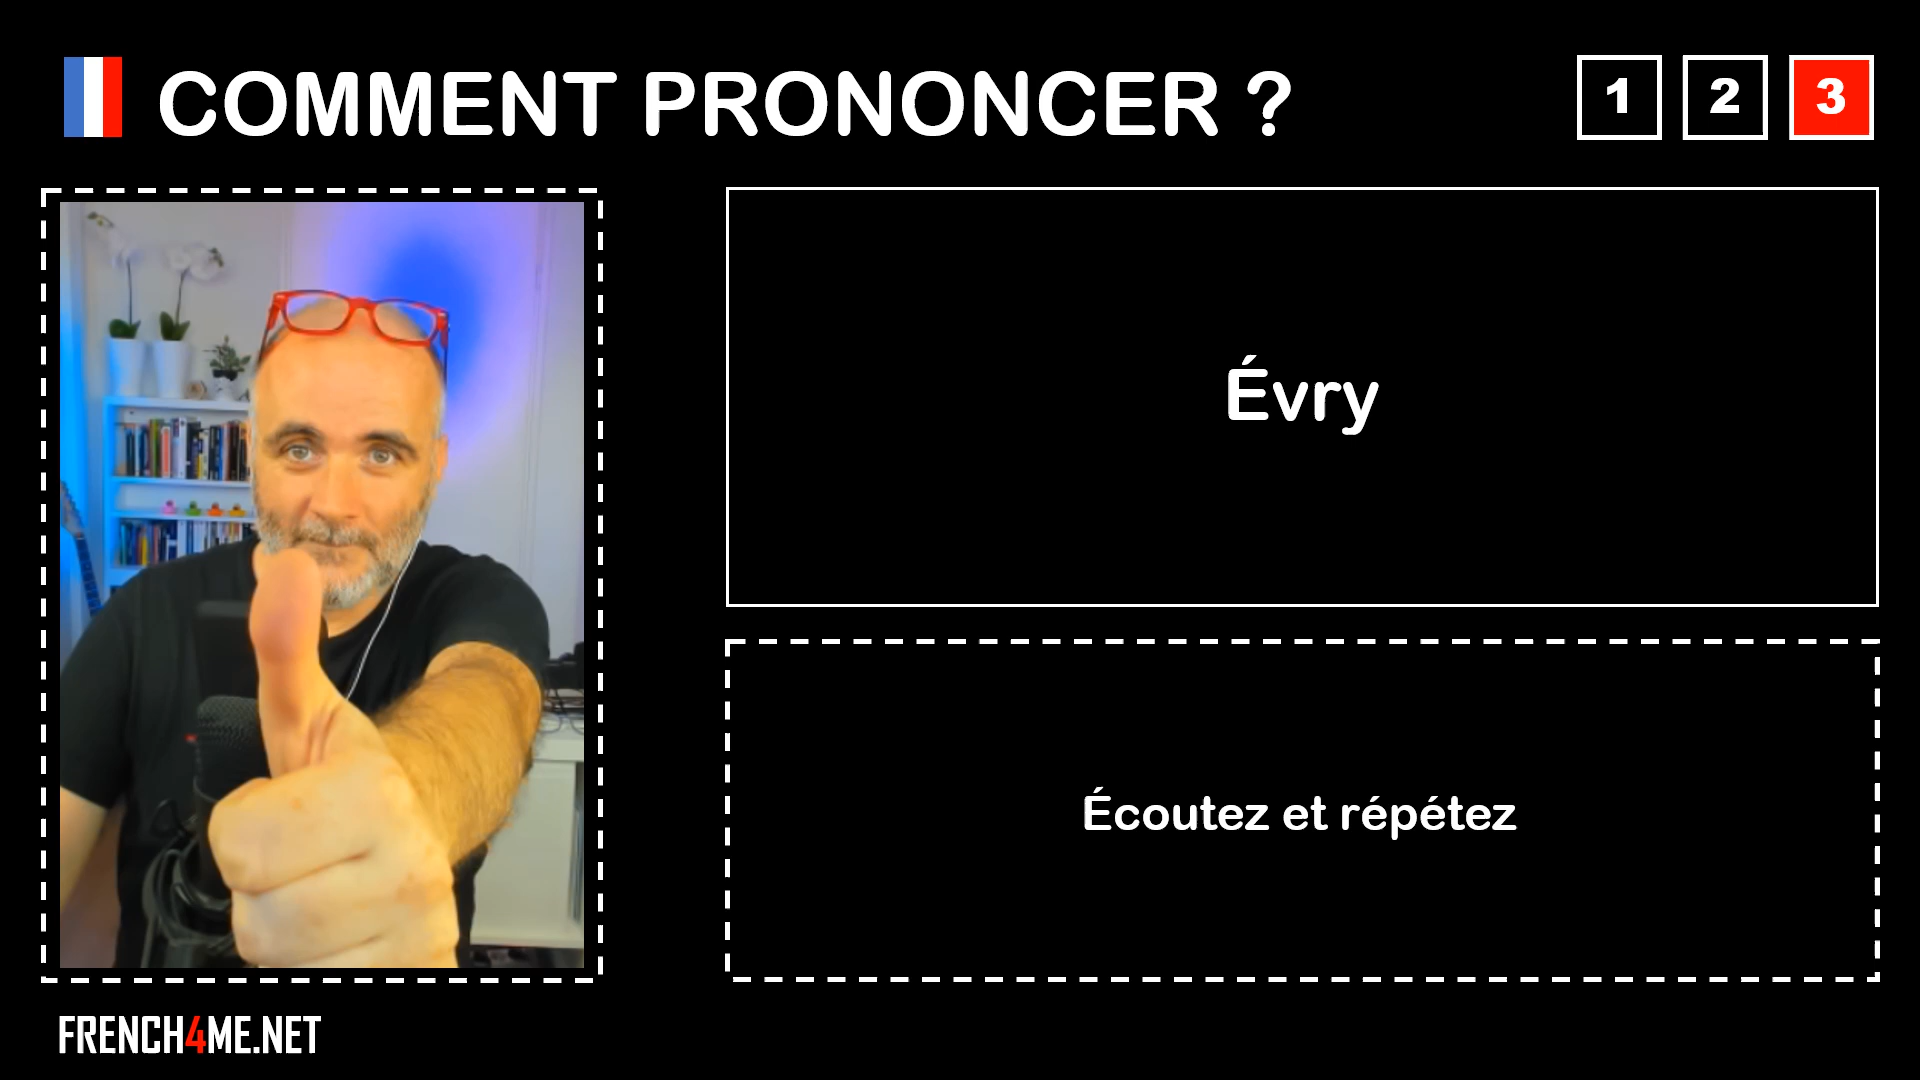 COMMENT PRONONCER ?
1 2 3
Évry
Écoutez et répétez
FRENCH4ME.NET